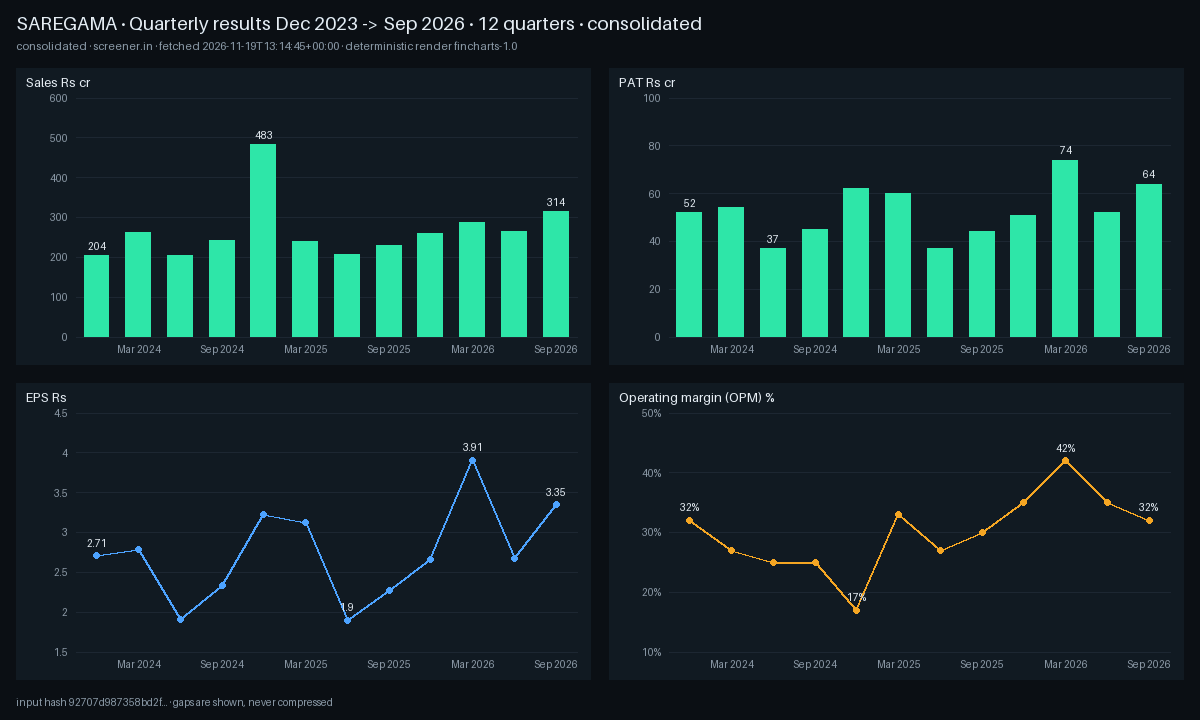 SAREGAMA · Quarterly results Dec 2023 -> Sep 2026 · 12 quarters · consolidated
consolidated · screener.in · fetched 2026-11-19T13:14:45+00:00 · deterministic render fincharts-1.0
Sales Rs cr
600
500
400
300
200
100
0
204
483
314
Mar 2024
Sep 2024
Mar 2025
Sep 2025
Mar 2026
Sep 2026
PAT Rs cr
100
80
60
40
20
0
52
37
74
64
Mar 2024
Sep 2024
Mar 2025
Sep 2025
Mar 2026
Sep 2026
EPS Rs
4.5
4
3.5
3
2.5
2
1.5
2.71
1.9
3.91
3.35
Mar 2024
Sep 2024
Mar 2025
Sep 2025
Mar 2026
Sep 2026
Operating margin (OPM) %
50%
40%
30%
20%
10%
32%
17%
42%
32%
Mar 2024
Sep 2024
Mar 2025
Sep 2025
Mar 2026
Sep 2026
input hash 92707d987358bd2f… · gaps are shown, never compressed